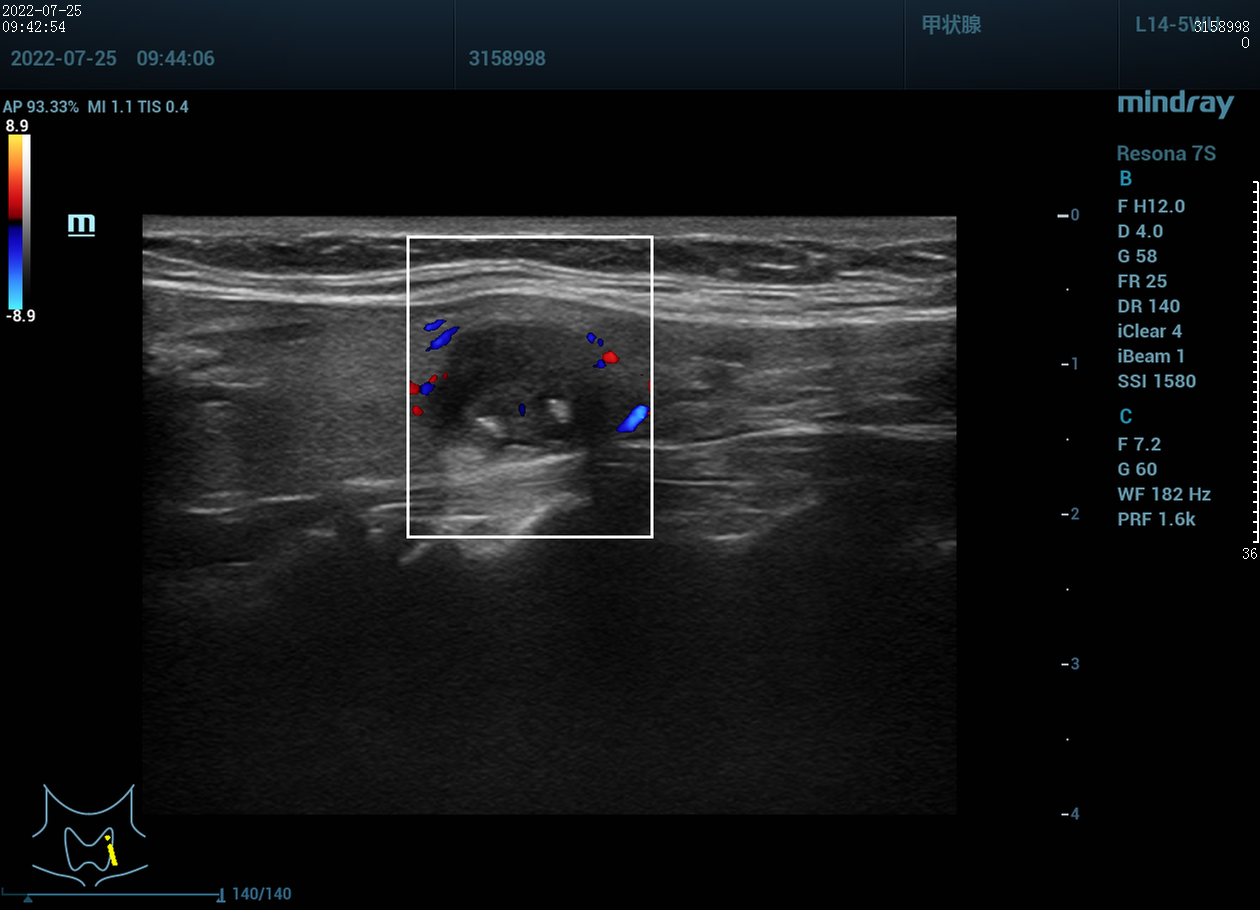 2022-07-25
09:42:54
2022-07-25 09:44:06
3158998
甲状腺
3158998
0
AP 93.33% MI 1.1 TIS 0.4
8.9
-8.9
m
mindray
Resona 7S
B
F H12.0
D 4.0
G 58
FR 25
DR 140
iClear 4
iBeam 1
SSI 1580
C
F 7.2
G 60
WF 182 Hz
PRF 1.6k
0
1
2
3
4
36
140/140